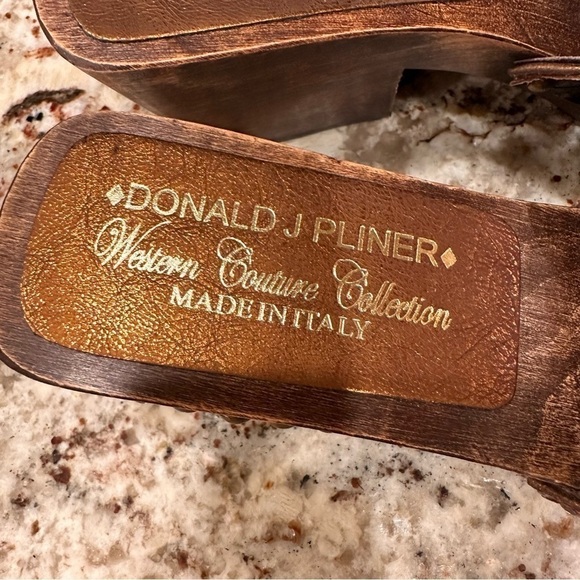 ◆DONALD J PLINER◆
Western Couture Collection
MADE IN ITALY